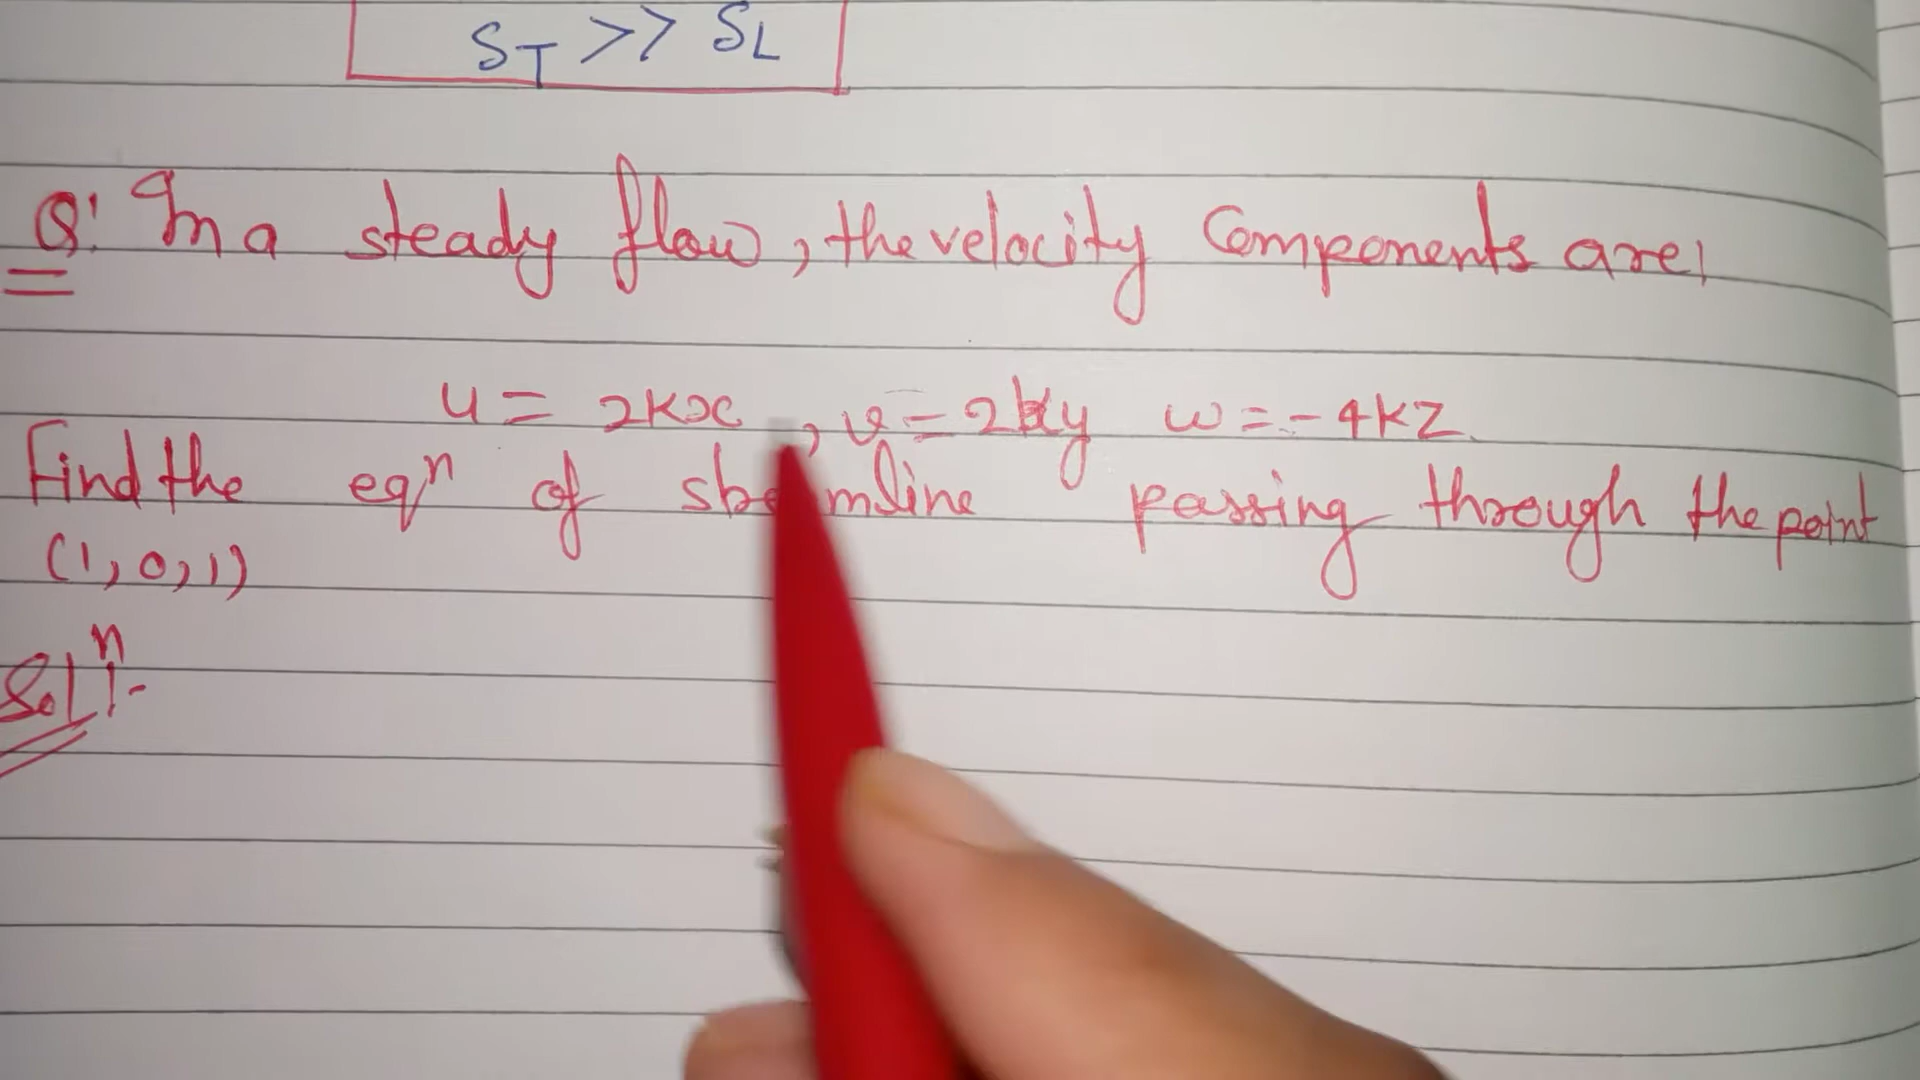 S_T >> S_L
Q! In a steady flow, the velocity Components are,
u = 2kx, v = 2ky w = -4kz.
Find the eqⁿ of mline passing through the point
(1, 0, 1)
Solⁿ:-